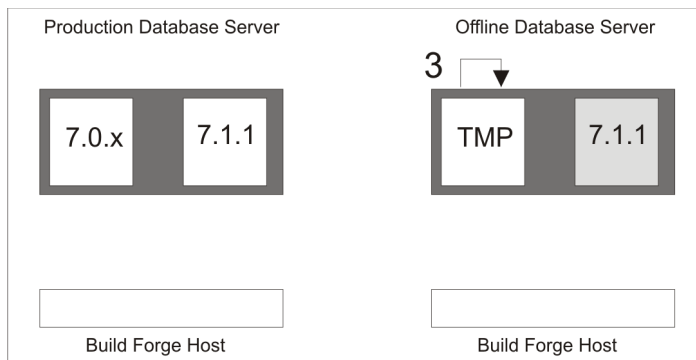 Production Database Server
Offline Database Server
3
7.0.x
7.1.1
TMP
7.1.1
Build Forge Host
Build Forge Host